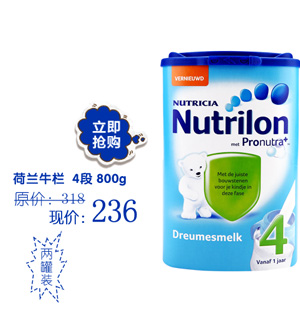 立即
抢购
荷兰牛栏 4段 800g
原价：318
现价：236
两罐装
VERNIEUWD
NUTRICIA
Nutrilon
met Pronutra+
Met de juiste
bouwstenen
voor je kindje in
deze fase
Dreumesmelk
4
Vanaf 1 jaar